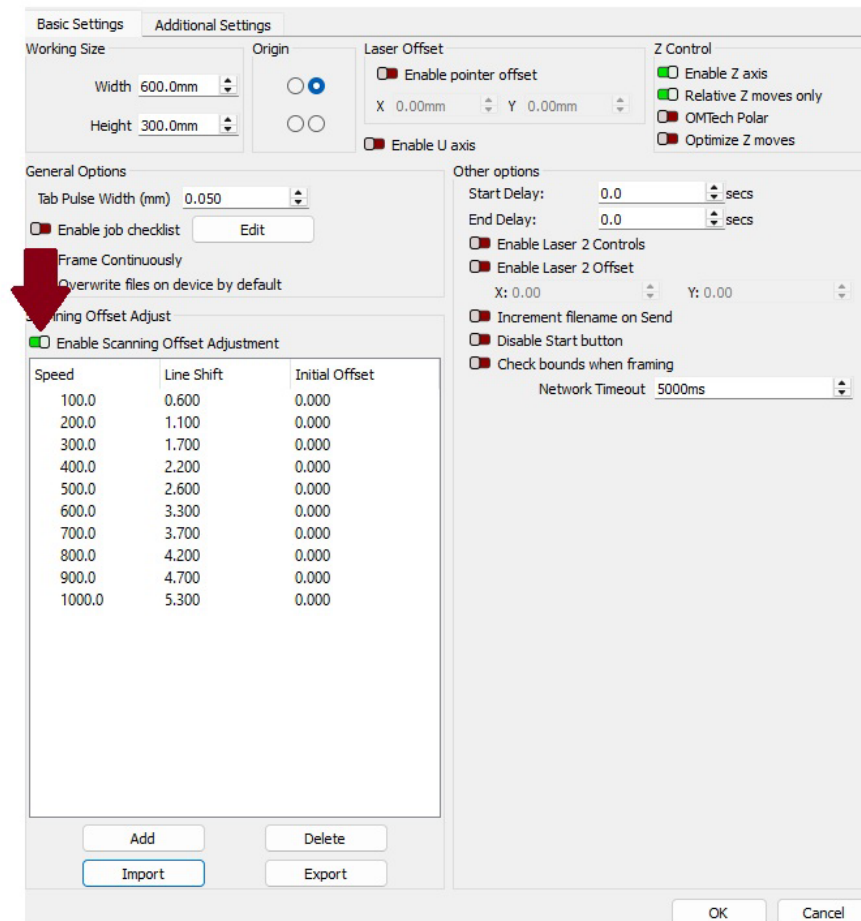 Basic Settings Additional Settings
Working Size
Width 600.0mm
Height 300.0mm
Origin
Laser Offset
Enable pointer offset
X 0.00mm Y 0.00mm
Enable U axis
Z Control
Enable Z axis
Relative Z moves only
OMTech Polar
Optimize Z moves
General Options
Tab Pulse Width (mm) 0.050
Enable job checklist Edit
Frame Continuously
Overwrite files on device by default
Other options
Start Delay: 0.0 secs
End Delay: 0.0 secs
Enable Laser 2 Controls
Enable Laser 2 Offset
X: 0.00 Y: 0.00
Increment filename on Send
Disable Start button
Check bounds when framing
Network Timeout 5000ms
Offset Adjust
Enable Scanning Offset Adjustment
Speed Line Shift Initial Offset
100.0 0.600 0.000
200.0 1.100 0.000
300.0 1.700 0.000
400.0 2.200 0.000
500.0 2.600 0.000
600.0 3.300 0.000
700.0 3.700 0.000
800.0 4.200 0.000
900.0 4.700 0.000
1000.0 5.300 0.000
Add Delete
Import Export
OK Cancel